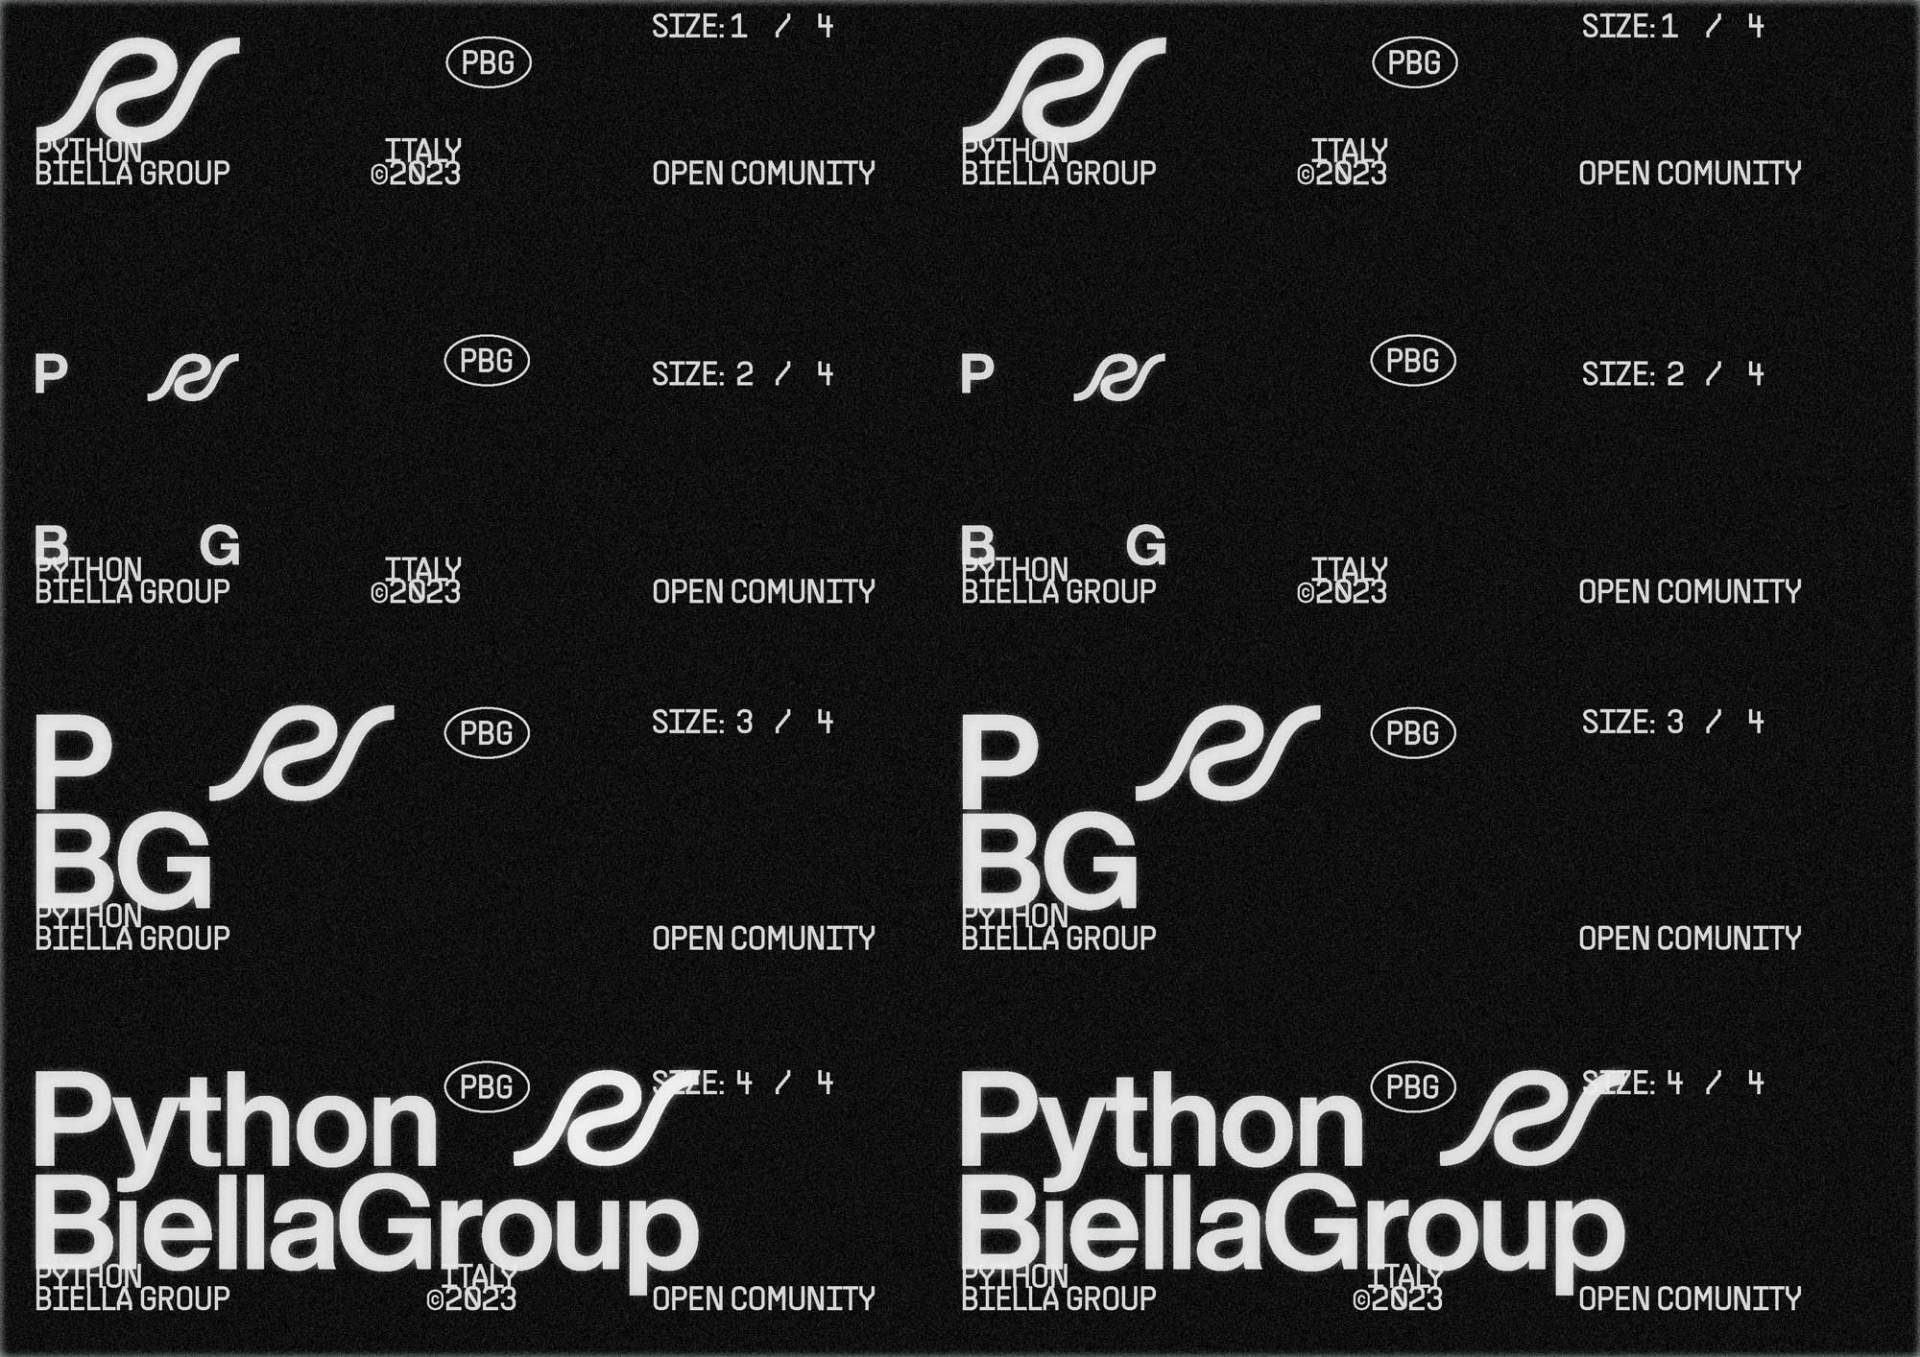 SIZE: 1 / 4 SIZE: 1 / 4
PBG PBG
PYTHON ITALY PYTHON ITALY
BIELLA GROUP ©2023 OPEN COMUNITY BIELLA GROUP ©2023 OPEN COMUNITY
P PBG SIZE: 2 / 4 P PBG SIZE: 2 / 4
B G B G
PYTHON ITALY PYTHON ITALY
BIELLA GROUP ©2023 OPEN COMUNITY BIELLA GROUP ©2023 OPEN COMUNITY
P PBG SIZE: 3 / 4 P PBG SIZE: 3 / 4
BG BG
PYTHON PYTHON
BIELLA GROUP OPEN COMUNITY BIELLA GROUP OPEN COMUNITY
Python PBG SIZE: 4 / 4 Python PBG SIZE: 4 / 4
BiellaGroup BiellaGroup
PYTHON ITALY PYTHON ITALY
BIELLA GROUP ©2023 OPEN COMUNITY BIELLA GROUP ©2023 OPEN COMUNITY